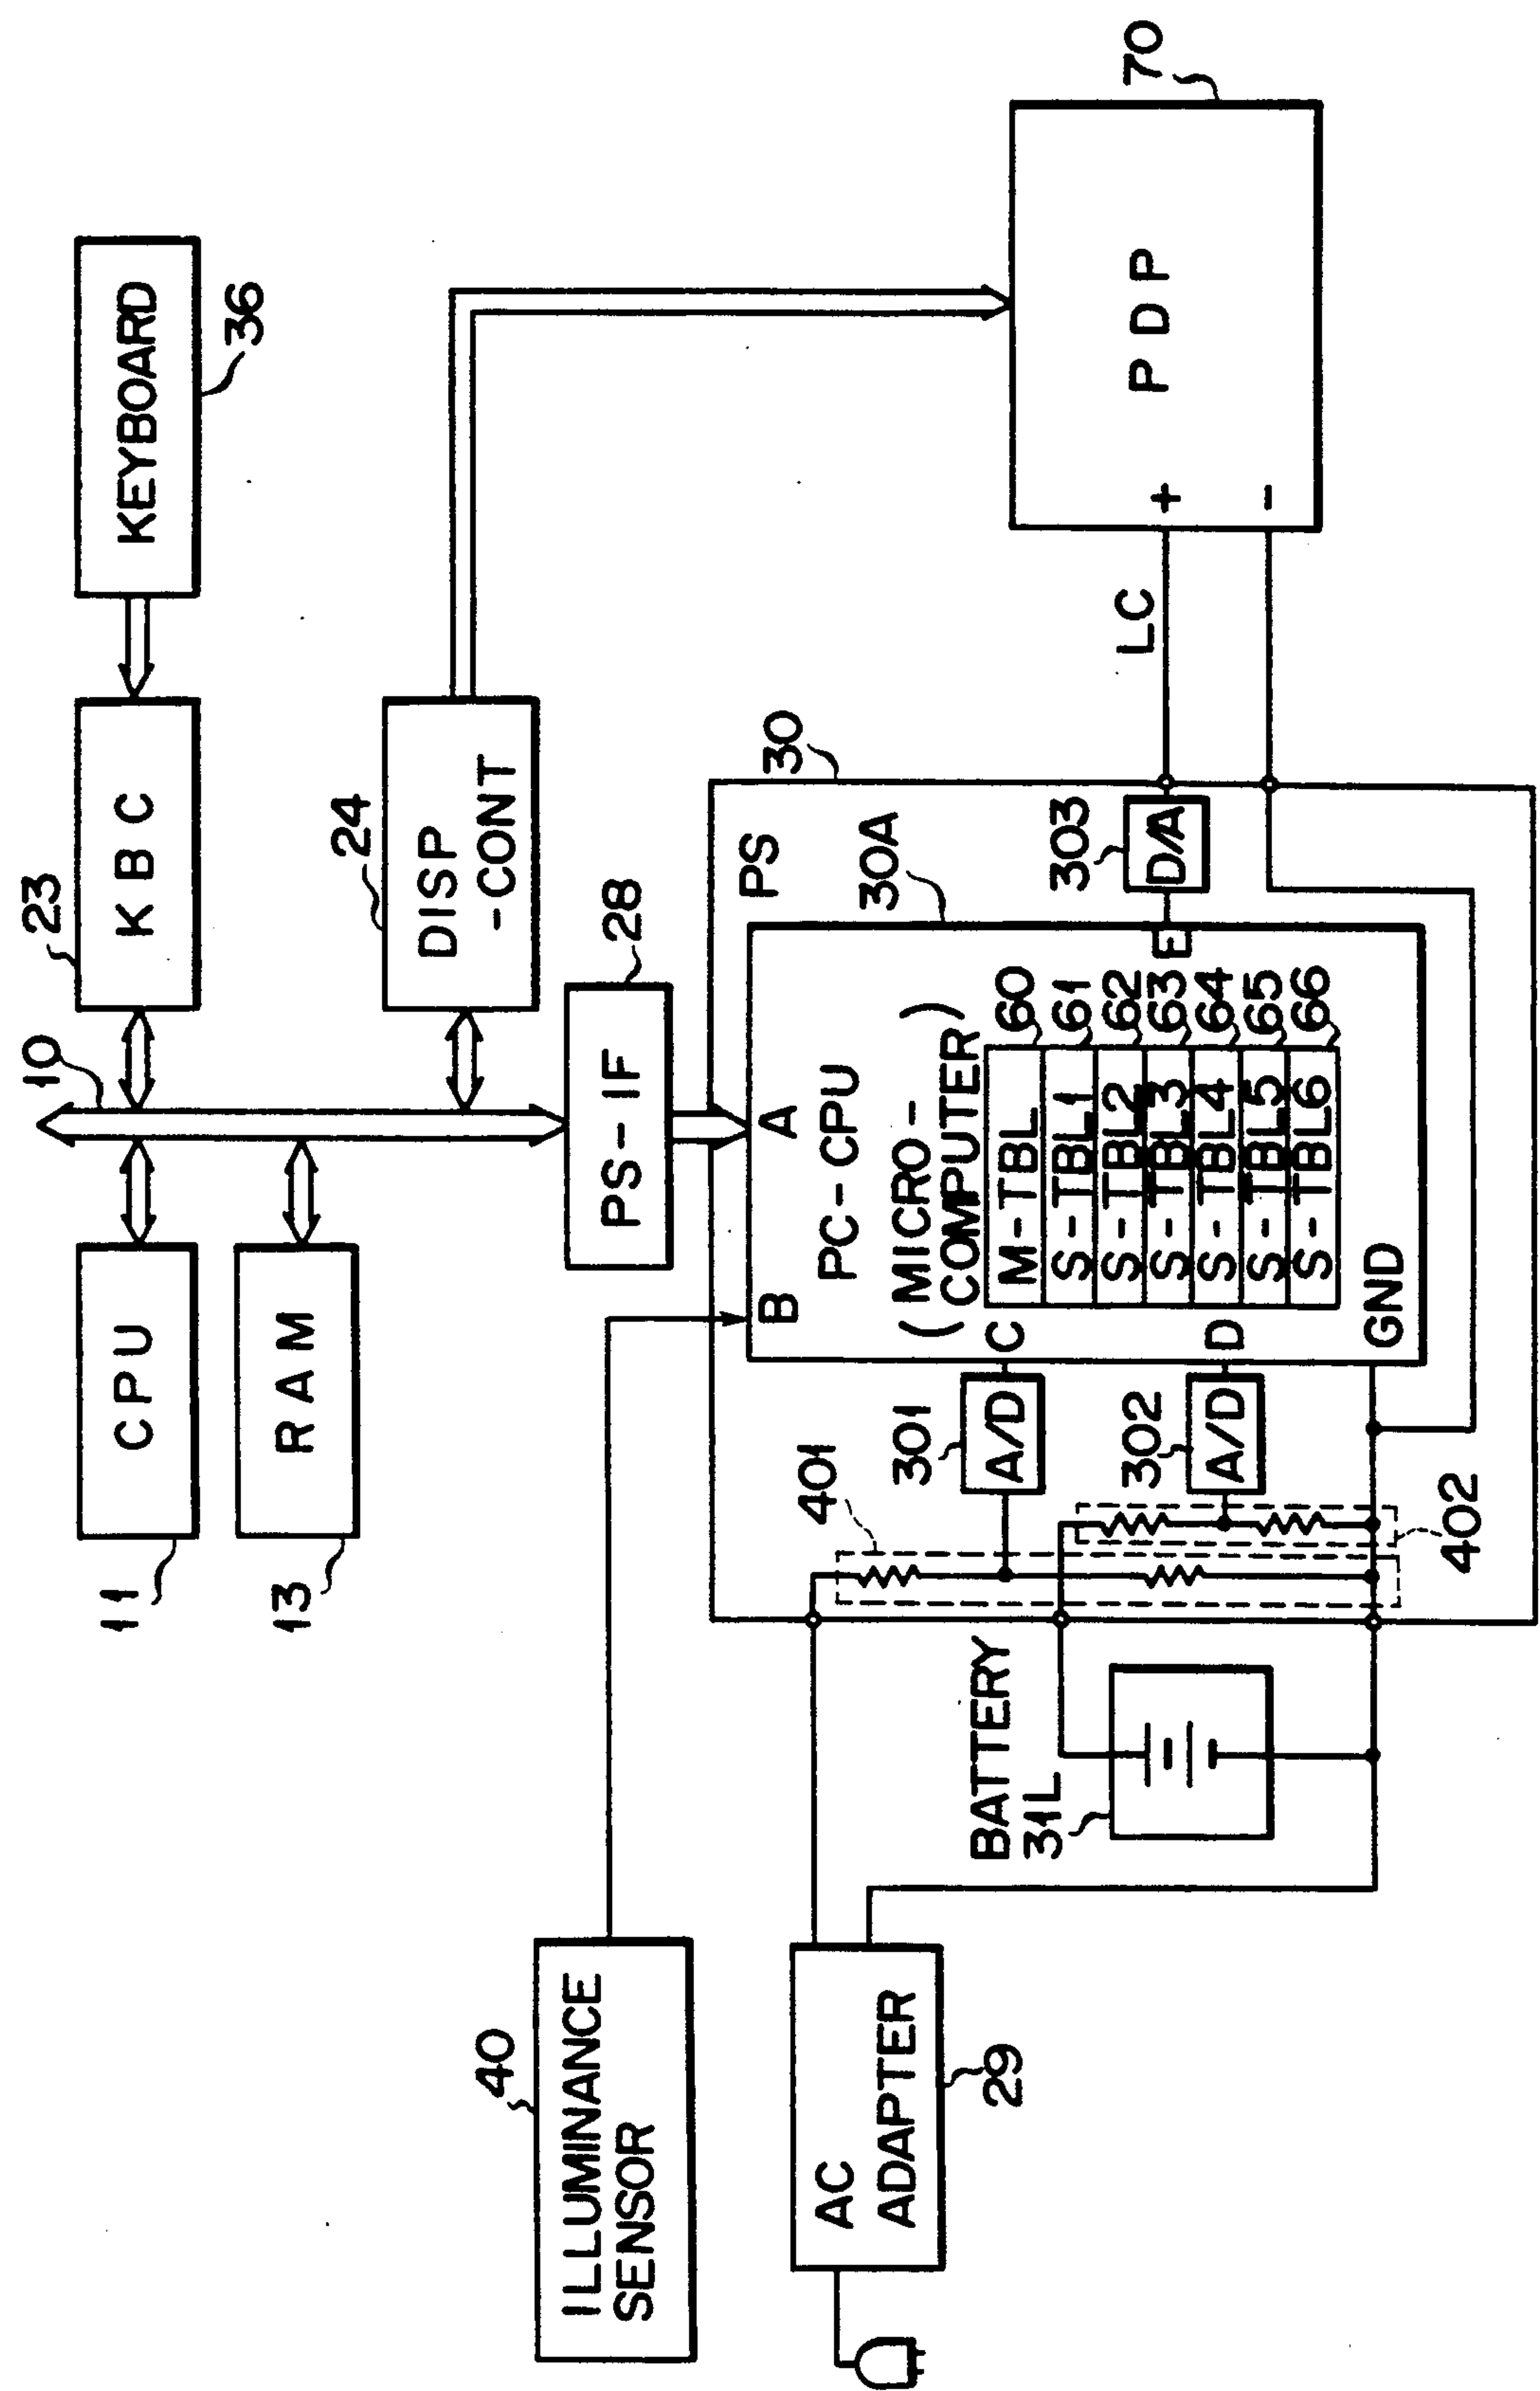 10
23
KBC
KEYBOARD
36
CPU
11
RAM
13
24
DISP
-CONT
PS-IF
28
40
ILLUMINANCE
SENSOR
AC
ADAPTER
29
BATTERY
31L
PS
30
30A
A
B
PC-CPU
(MICRO-
COMPUTER)
M-TBL 60
S-TBL1 61
S-TBL2 62
S-TBL3 63
S-TBL4 64
S-TBL5 65
S-TBL6 66
C
D
E
GND
301
A/D
302
A/D
401
402
303
D/A
LC
+
-
PDP
70